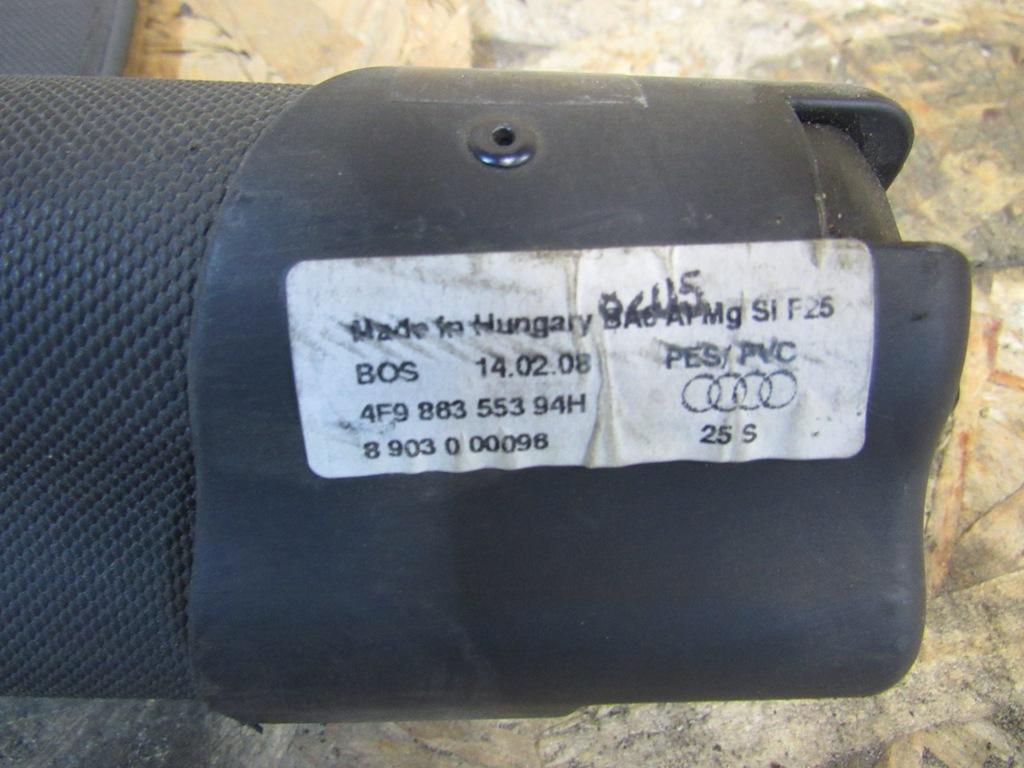 Made in Hungary Al Mg Si F25
BOS 14.02.08 PES/ PVC
4F9 863 553 94H
8 903 0 00096 25 S